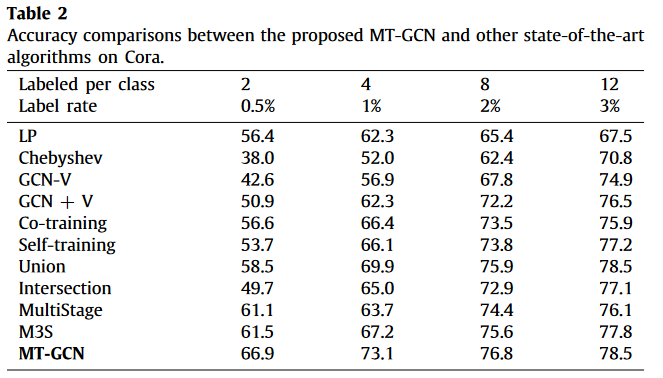 Table 2
Accuracy comparisons between the proposed MT-GCN and other state-of-the-art
algorithms on Cora.
Labeled per class 2 4 8 12
Label rate 0.5% 1% 2% 3%
LP 56.4 62.3 65.4 67.5
Chebyshev 38.0 52.0 62.4 70.8
GCN-V 42.6 56.9 67.8 74.9
GCN + V 50.9 62.3 72.2 76.5
Co-training 56.6 66.4 73.5 75.9
Self-training 53.7 66.1 73.8 77.2
Union 58.5 69.9 75.9 78.5
Intersection 49.7 65.0 72.9 77.1
MultiStage 61.1 63.7 74.4 76.1
M3S 61.5 67.2 75.6 77.8
MT-GCN 66.9 73.1 76.8 78.5